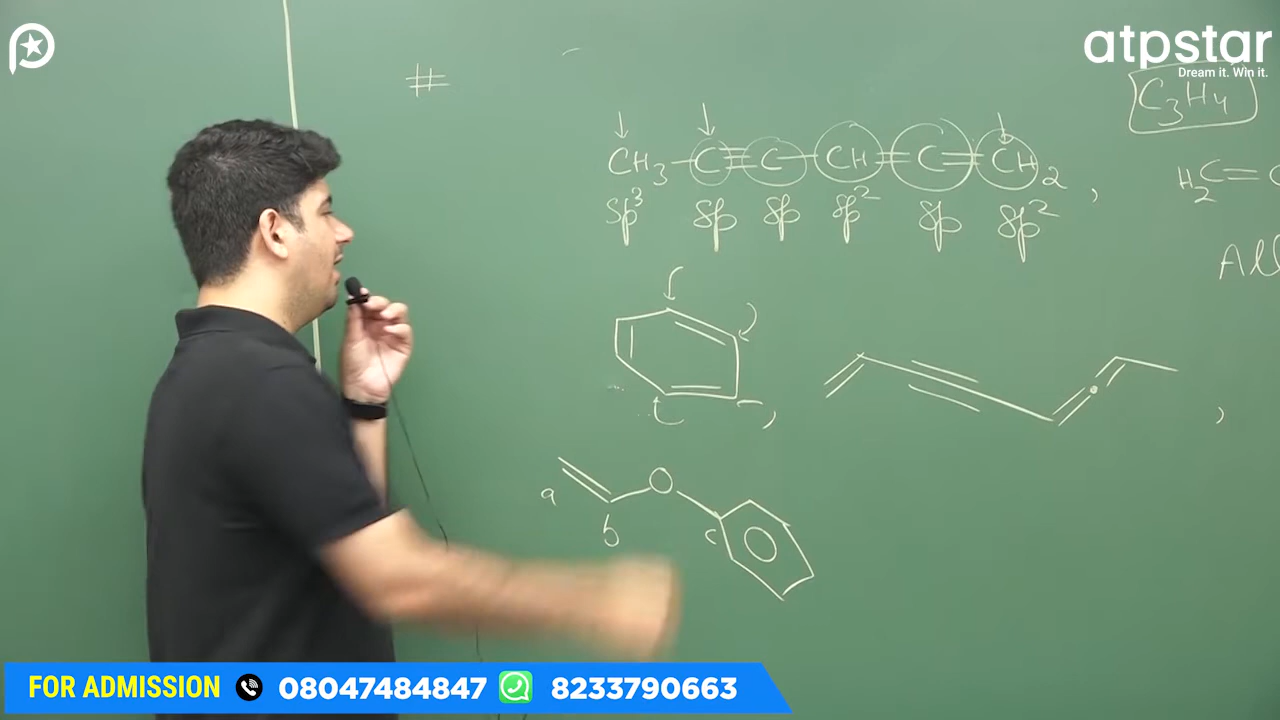 atpstar
Dream it. Win it.
#
C3H4
CH3-C≡C-CH=C=CH2 ,
H2C=C
sp3 sp sp sp2 sp sp2
All
,
a
b
O
c
FOR ADMISSION 08047484847 8233790663